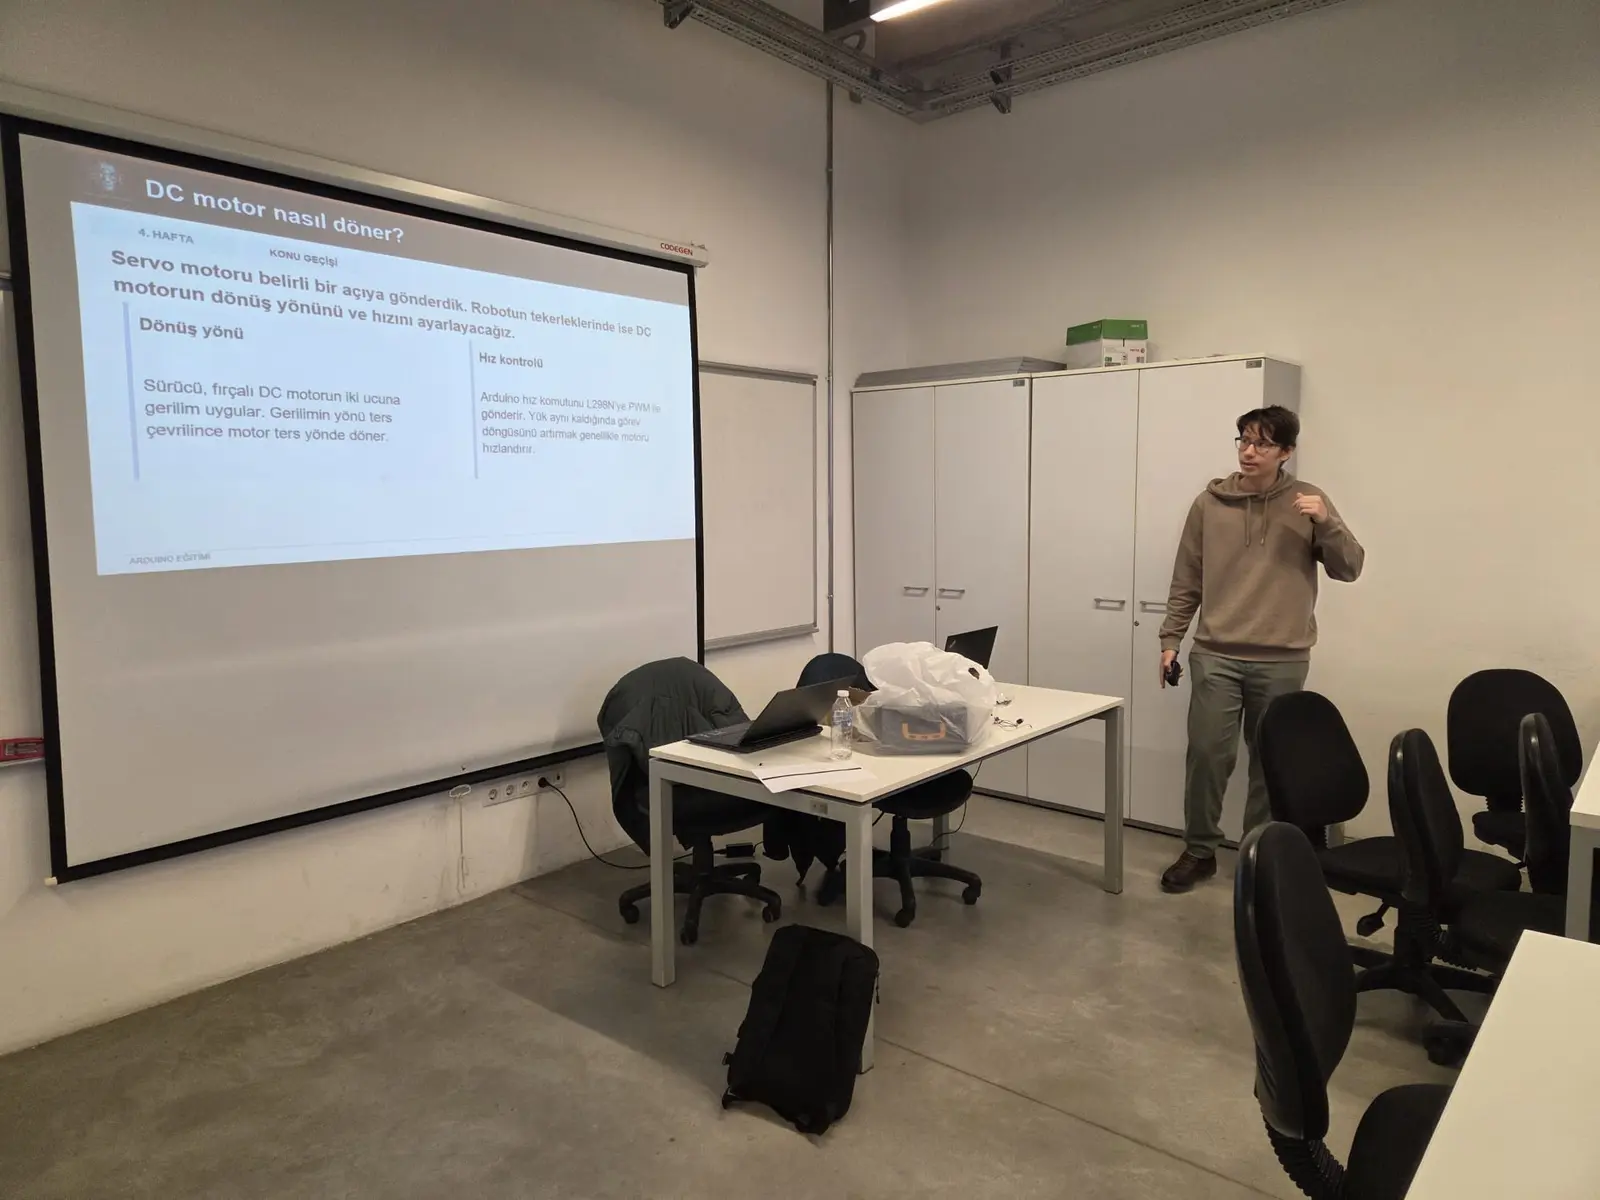 DC motor nasıl döner?
4. HAFTA
KONU GEÇİŞİ
Servo motoru belirli bir açıya gönderdik. Robotun tekerleklerinde ise DC
motorun dönüş yönünü ve hızını ayarlayacağız.
Dönüş yönü
Sürücü, fırçalı DC motorun iki ucuna
gerilim uygular. Gerilimin yönü ters
çevrilince motor ters yönde döner.
Hız kontrolü
Arduino hız komutunu L298N'ye PWM ile
gönderir. Yük aynı kaldığında görev
döngüsünü artırmak genellikle motoru
hızlandırır.
ARDUINO EĞİTİMİ
CODEGEN